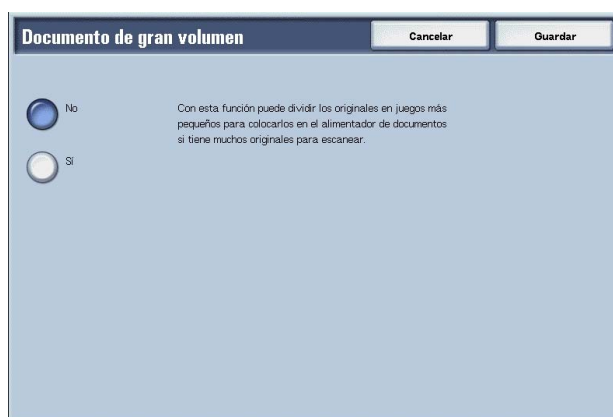 Documento de gran volumen
Cancelar
Guardar
No
Con esta función puede dividir los originales en juegos más
pequeños para colocarlos en el alimentador de documentos
si tiene muchos originales para escanear.
Sí